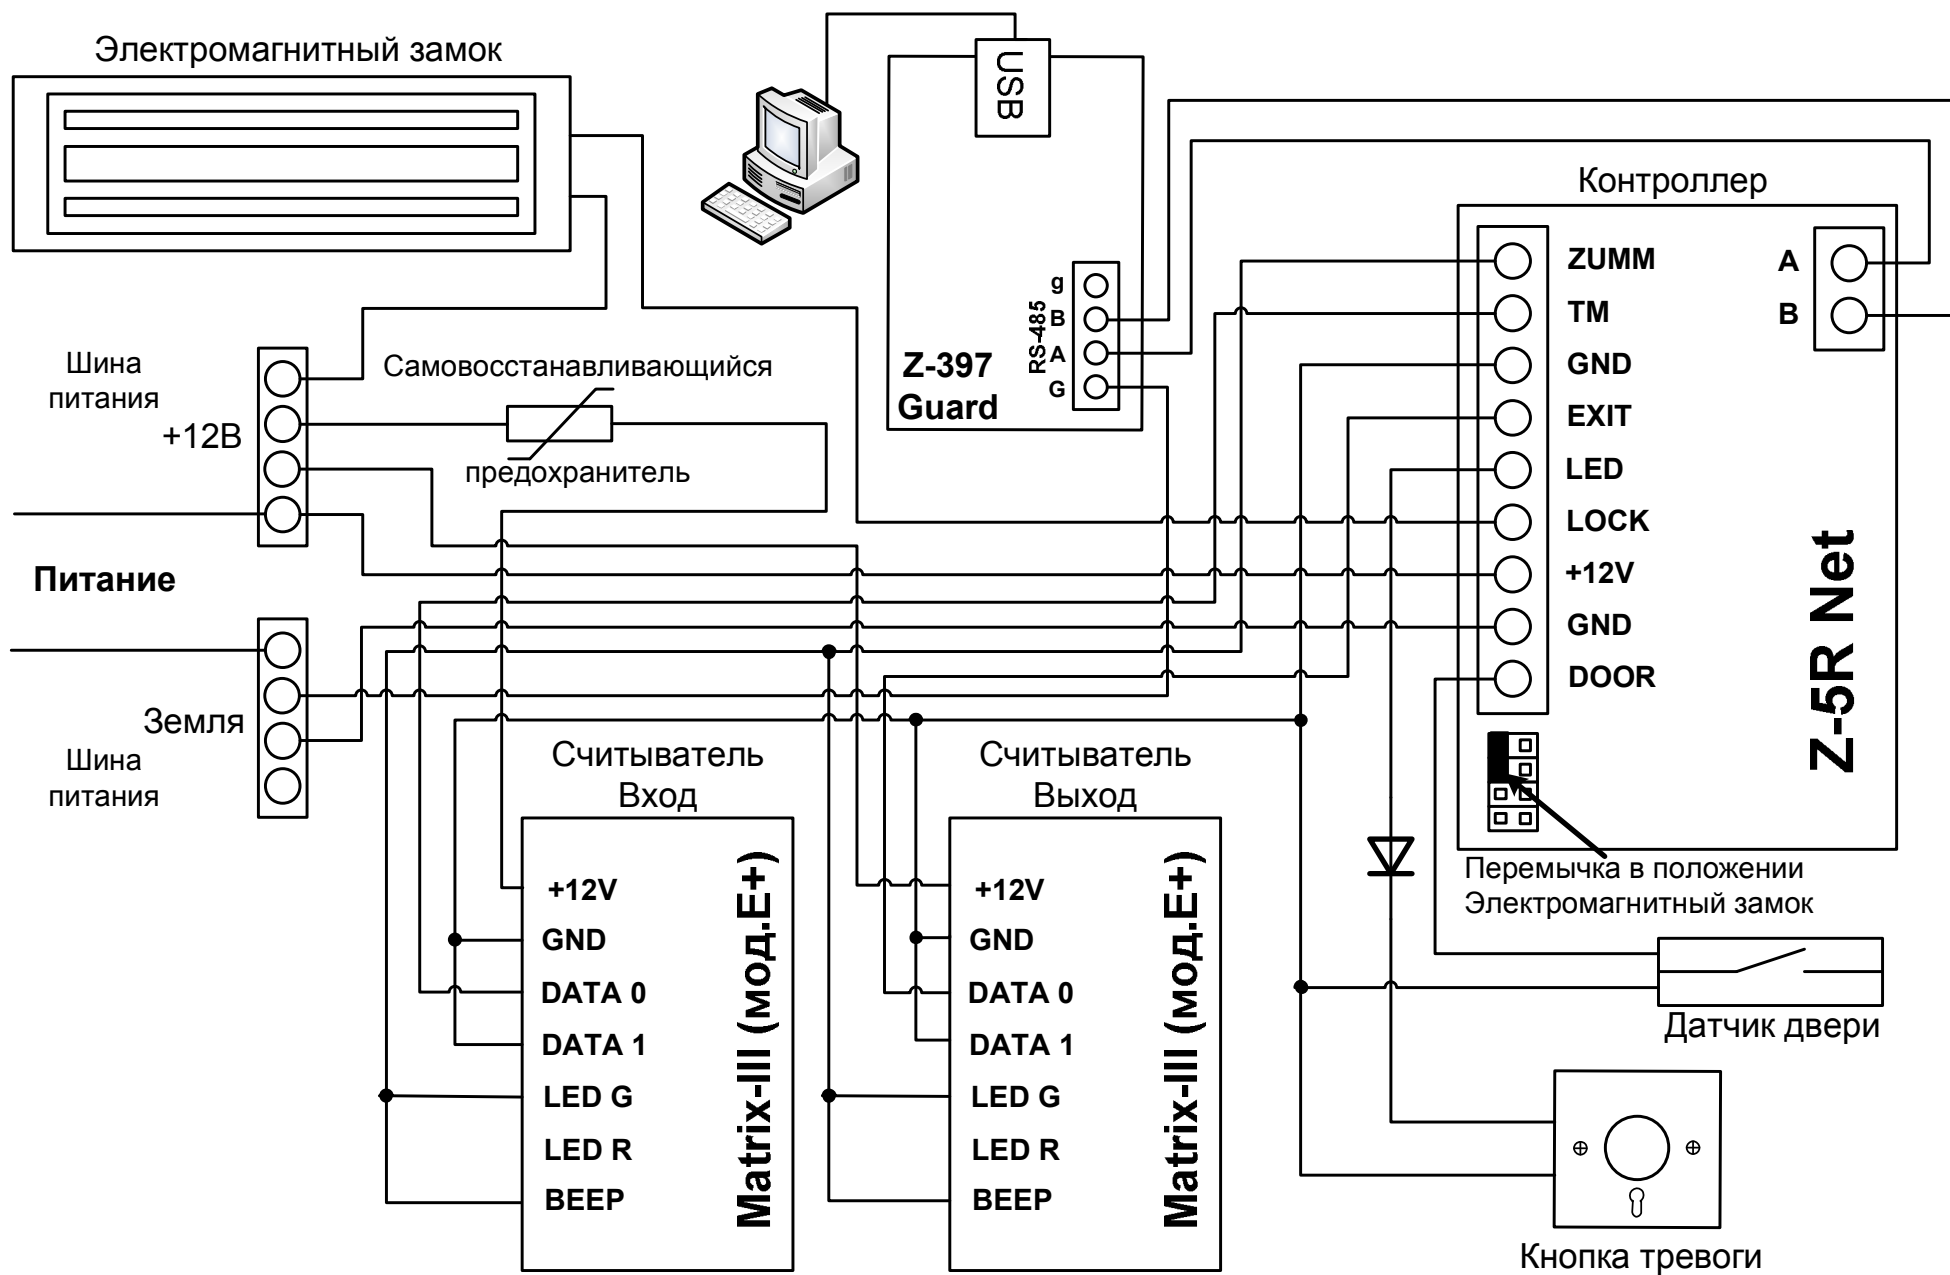 Электромагнитный замок
USB
Контроллер
Z-397
Guard
RS-485
g
B
A
G
ZUMM
TM
GND
EXIT
LED
LOCK
+12V
GND
DOOR
A
B
Z-5R Net
Шина
питания
+12В
Самовосстанавливающийся
предохранитель
Питание
Земля
Шина
питания
Считыватель
Вход
+12V
GND
DATA 0
DATA 1
LED G
LED R
BEEP
Matrix-III (мод.E+)
Считыватель
Выход
+12V
GND
DATA 0
DATA 1
LED G
LED R
BEEP
Matrix-III (мод.E+)
Перемычка в положении
Электромагнитный замок
Датчик двери
Кнопка тревоги